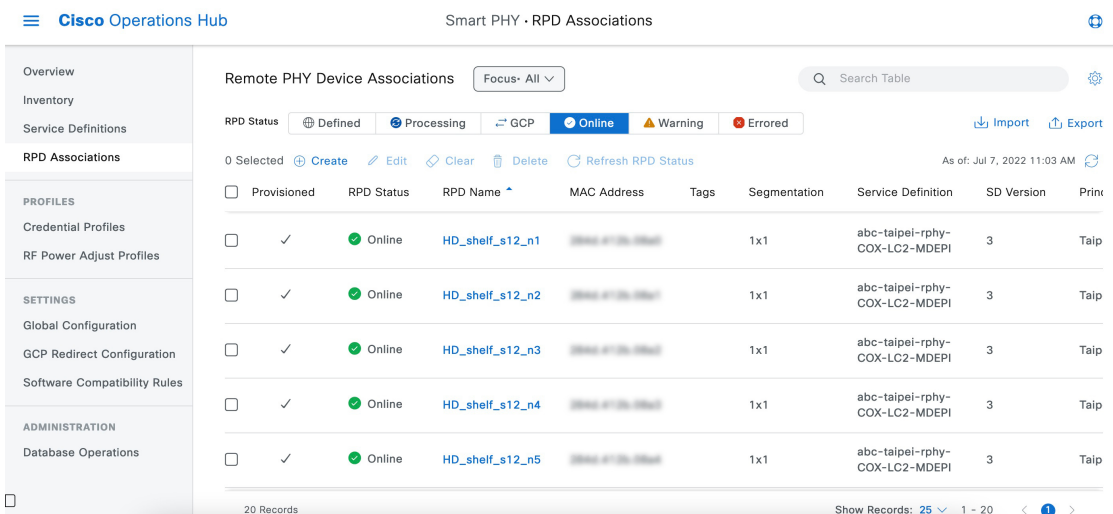 Cisco Operations Hub
Smart PHY · RPD Associations
Overview
Inventory
Service Definitions
RPD Associations
PROFILES
Credential Profiles
RF Power Adjust Profiles
SETTINGS
Global Configuration
GCP Redirect Configuration
Software Compatibility Rules
ADMINISTRATION
Database Operations
Remote PHY Device Associations
Focus· All
Search Table
RPD Status Defined Processing GCP Online Warning Errored
Import Export
0 Selected Create Edit Clear Delete Refresh RPD Status
As of: Jul 7, 2022 11:03 AM
Provisioned RPD Status RPD Name MAC Address Tags Segmentation Service Definition SD Version Princ
Online HD_shelf_s12_n1 1x1 abc-taipei-rphy- 3 Taip
COX-LC2-MDEPI
Online HD_shelf_s12_n2 1x1 abc-taipei-rphy- 3 Taip
COX-LC2-MDEPI
Online HD_shelf_s12_n3 1x1 abc-taipei-rphy- 3 Taip
COX-LC2-MDEPI
Online HD_shelf_s12_n4 1x1 abc-taipei-rphy- 3 Taip
COX-LC2-MDEPI
Online HD_shelf_s12_n5 1x1 abc-taipei-rphy- 3 Taip
COX-LC2-MDEPI
20 Records
Show Records: 25 1 - 20 1